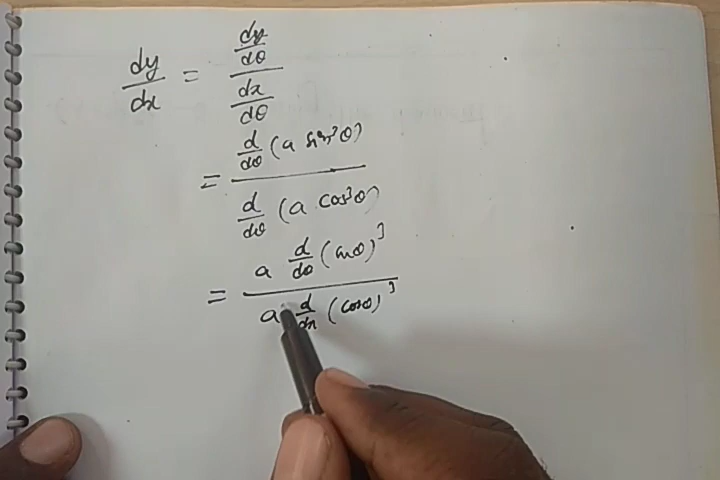 dy/dx = (dy/dθ)/(dx/dθ)
= (d/dθ (a sin³θ))/(d/dθ (a cos³θ))
= (a d/dθ (sinθ)³)/(a d/dx (cosθ)³)